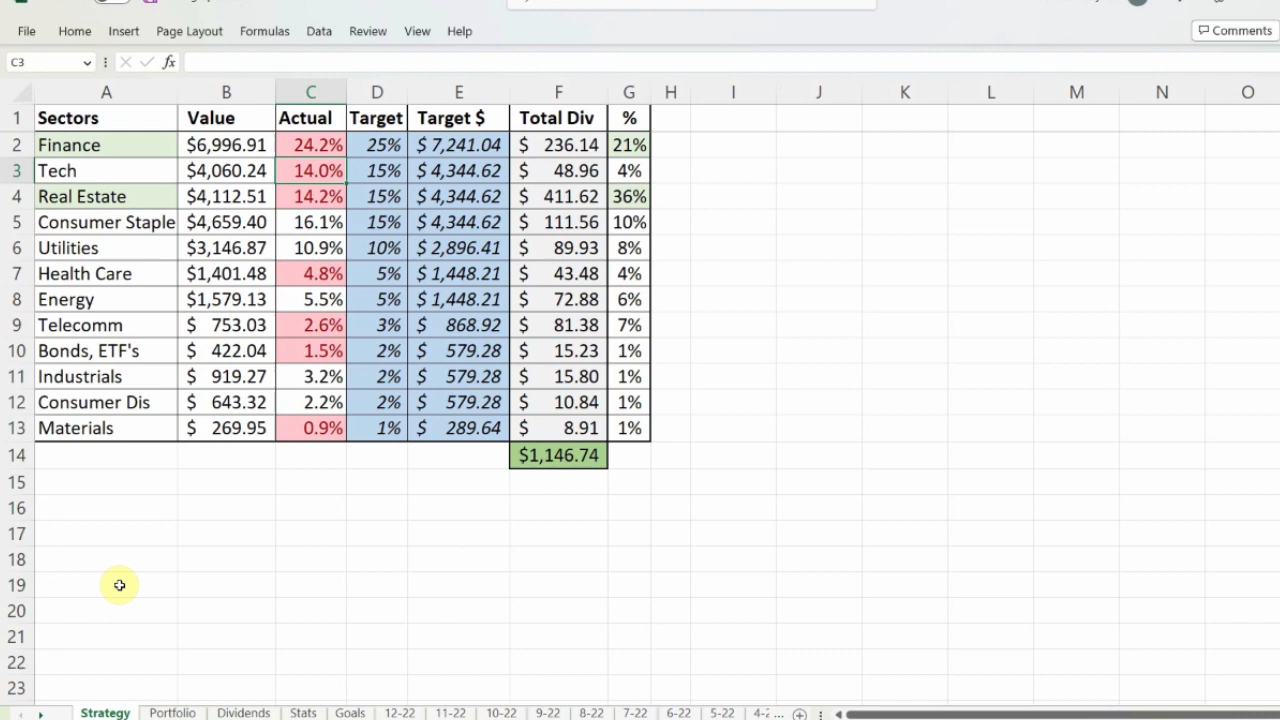 File Home Insert Page Layout Formulas Data Review View Help Comments
C3 fx
A B C D E F G H I J K L M N O
1 Sectors Value Actual Target Target $ Total Div %
2 Finance $6,996.91 24.2% 25% $ 7,241.04 $ 236.14 21%
3 Tech $4,060.24 14.0% 15% $ 4,344.62 $ 48.96 4%
4 Real Estate $4,112.51 14.2% 15% $ 4,344.62 $ 411.62 36%
5 Consumer Staple $4,659.40 16.1% 15% $ 4,344.62 $ 111.56 10%
6 Utilities $3,146.87 10.9% 10% $ 2,896.41 $ 89.93 8%
7 Health Care $1,401.48 4.8% 5% $ 1,448.21 $ 43.48 4%
8 Energy $1,579.13 5.5% 5% $ 1,448.21 $ 72.88 6%
9 Telecomm $ 753.03 2.6% 3% $ 868.92 $ 81.38 7%
10 Bonds, ETF's $ 422.04 1.5% 2% $ 579.28 $ 15.23 1%
11 Industrials $ 919.27 3.2% 2% $ 579.28 $ 15.80 1%
12 Consumer Dis $ 643.32 2.2% 2% $ 579.28 $ 10.84 1%
13 Materials $ 269.95 0.9% 1% $ 289.64 $ 8.91 1%
14 $1,146.74
15
16
17
18
19
20
21
22
23
Strategy Portfolio Dividends Stats Goals 12-22 11-22 10-22 9-22 8-22 7-22 6-22 5-22 ...